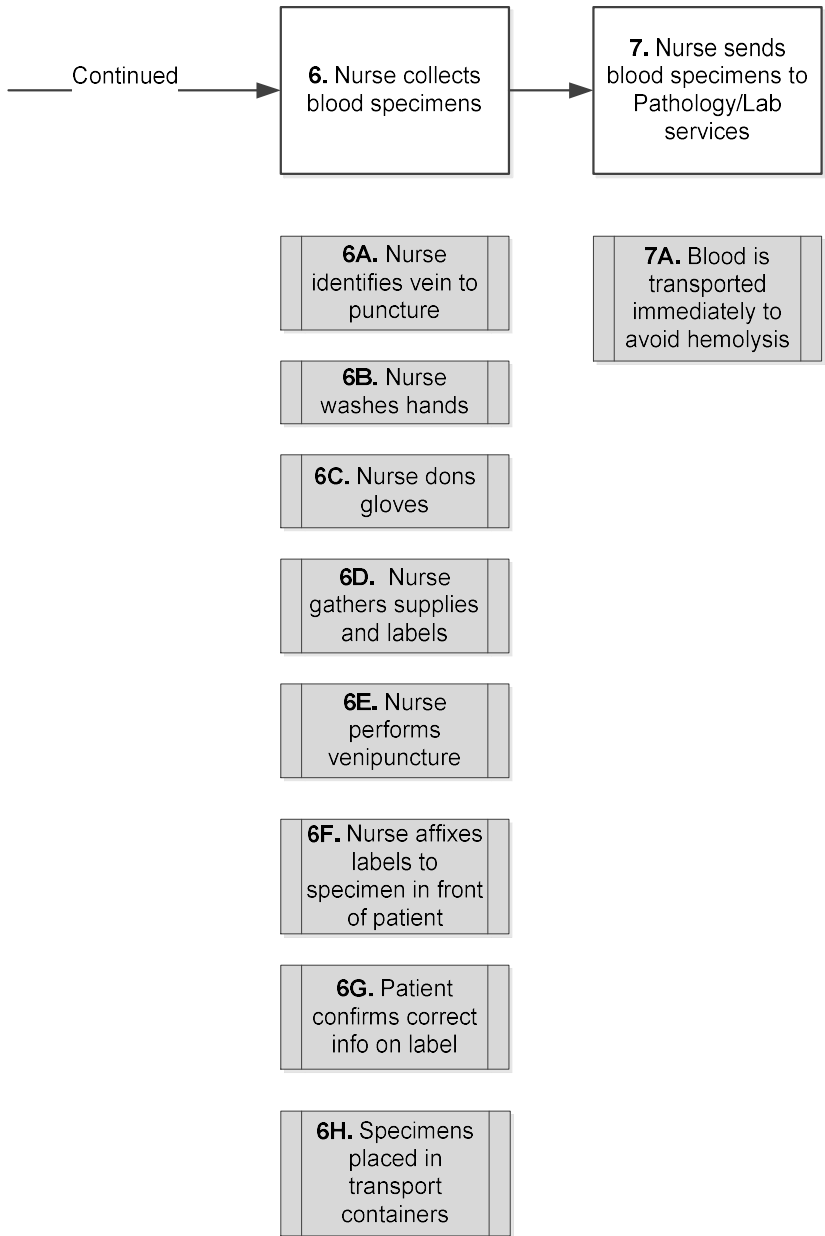 Continued
6. Nurse collects
blood specimens
7. Nurse sends
blood specimens to
Pathology/Lab
services
6A. Nurse
identifies vein to
puncture
6B. Nurse
washes hands
6C. Nurse dons
gloves
6D. Nurse
gathers supplies
and labels
6E. Nurse
performs
venipuncture
6F. Nurse affixes
labels to
specimen in front
of patient
6G. Patient
confirms correct
info on label
6H. Specimens
placed in
transport
containers
7A. Blood is
transported
immediately to
avoid hemolysis